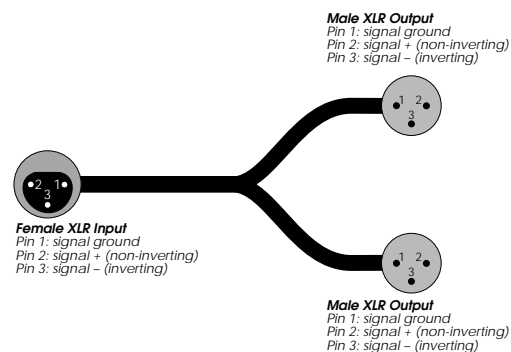 Male XLR Output
Pin 1: signal ground
Pin 2: signal + (non-inverting)
Pin 3: signal – (inverting)
1 2
3
2 1
3
Female XLR Input
Pin 1: signal ground
Pin 2: signal + (non-inverting)
Pin 3: signal – (inverting)
1 2
3
Male XLR Output
Pin 1: signal ground
Pin 2: signal + (non-inverting)
Pin 3: signal – (inverting)